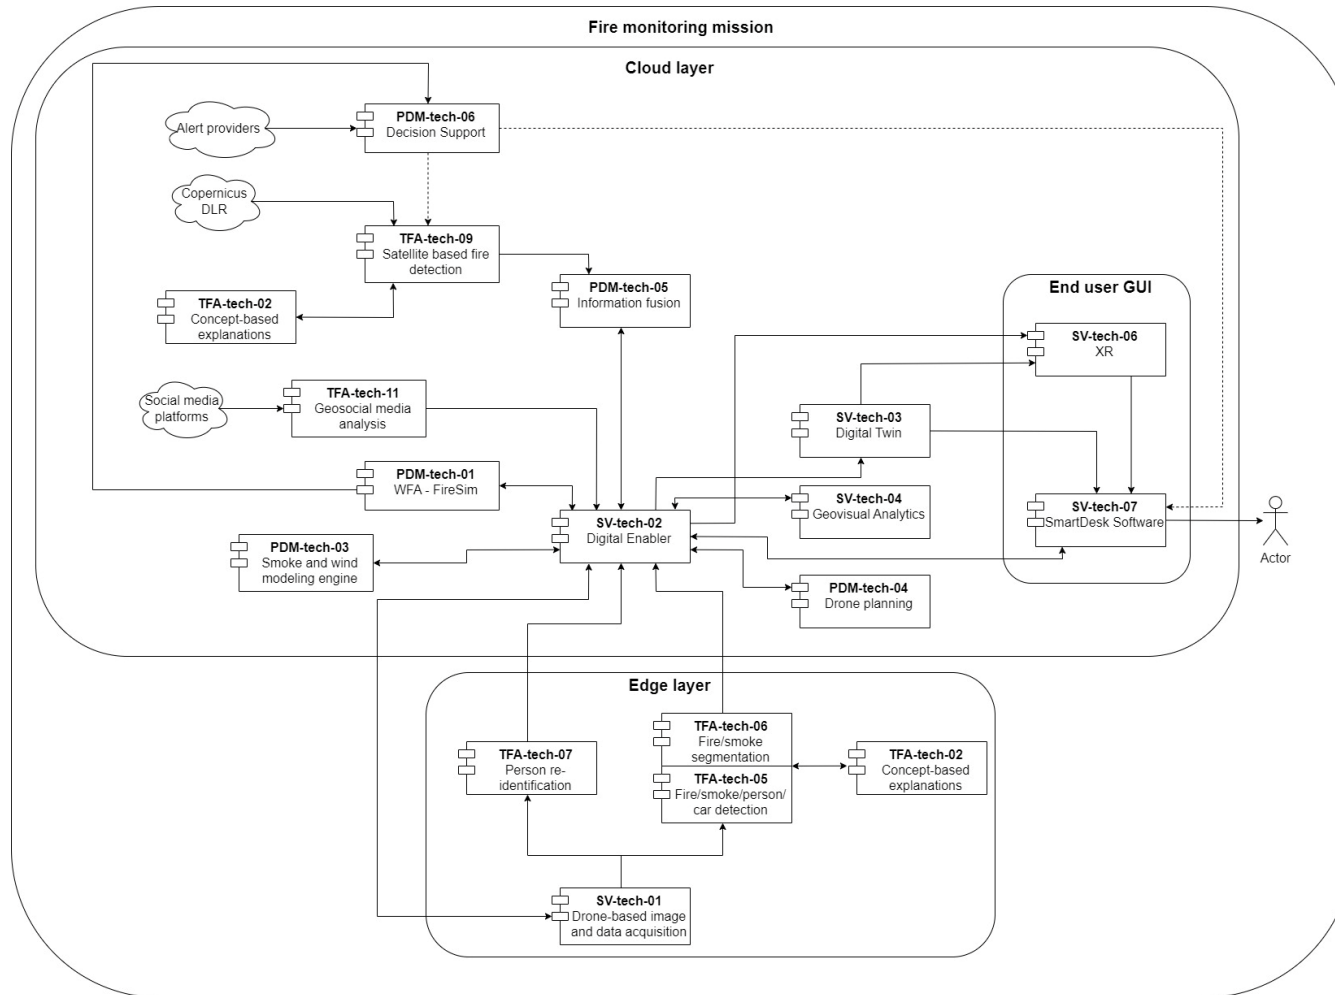 Fire monitoring mission
Cloud layer
PDM-tech-06
Decision Support
Alert providers
Copernicus
DLR
TFA-tech-09
Satellite based fire
detection
PDM-tech-05
Information fusion
TFA-tech-02
Concept-based
explanations
End user GUI
SV-tech-06
XR
TFA-tech-11
Geosocial media
analysis
Social media
platforms
SV-tech-03
Digital Twin
PDM-tech-01
WFA - FireSim
SV-tech-04
Geovisual Analytics
SV-tech-07
SmartDesk Software
SV-tech-02
Digital Enabler
Actor
PDM-tech-03
Smoke and wind
modeling engine
PDM-tech-04
Drone planning
Edge layer
TFA-tech-07
Person re-
identification
TFA-tech-06
Fire/smoke
segmentation
TFA-tech-05
Fire/smoke/person/
car detection
TFA-tech-02
Concept-based
explanations
SV-tech-01
Drone-based image
and data acquisition